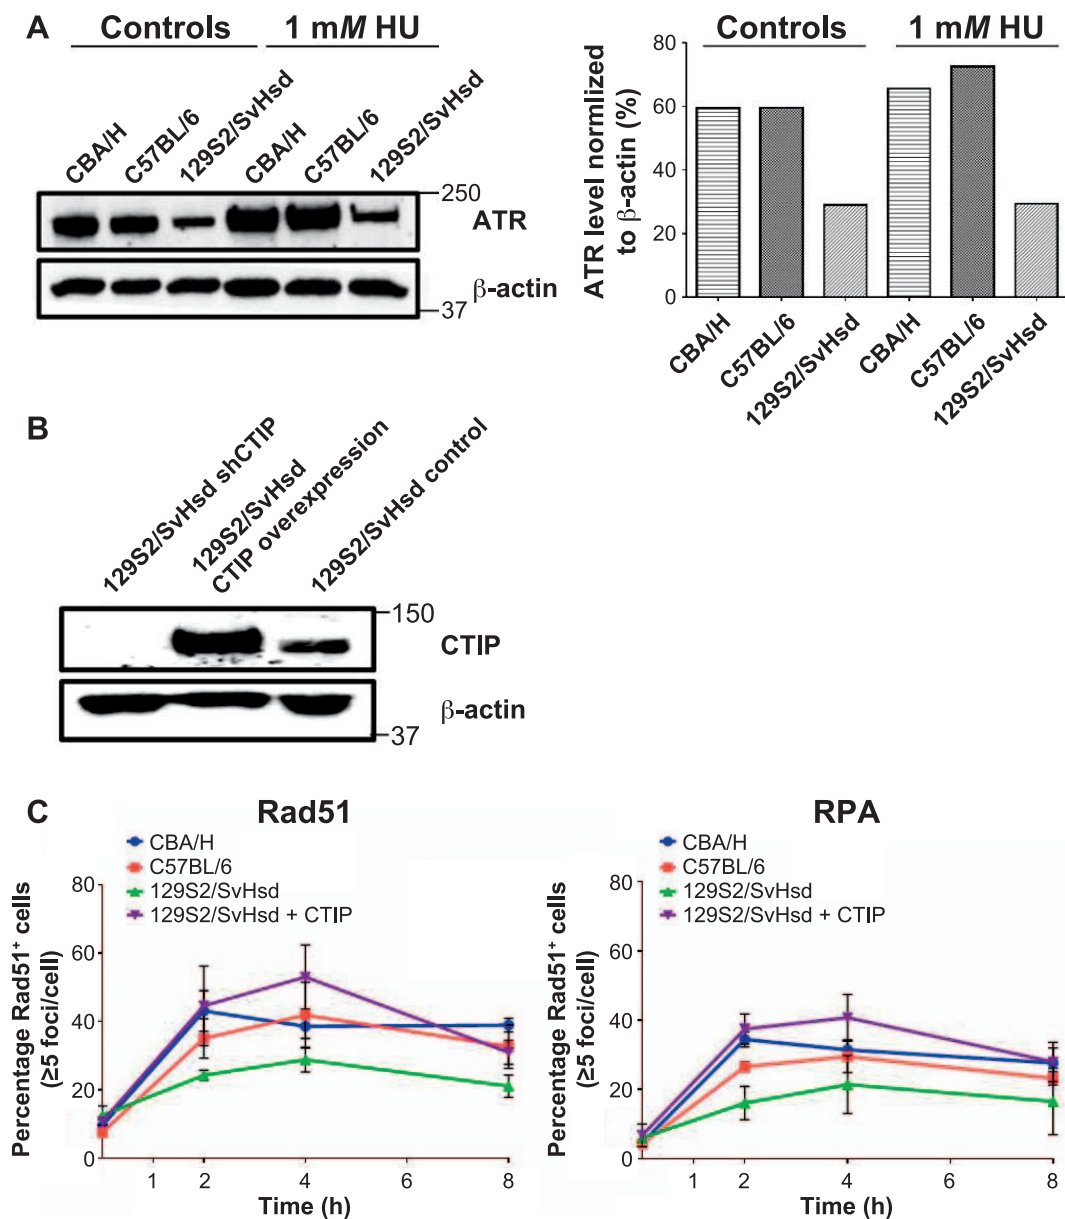 A
Controls
1 mM HU
CBA/H
C57BL/6
129S2/SvHsd
CBA/H
C57BL/6
129S2/SvHsd
250
ATR
β-actin
37
Controls
1 mM HU
ATR level normlized
to β-actin (%)
80
60
40
20
0
CBA/H
C57BL/6
129S2/SvHsd
CBA/H
C57BL/6
129S2/SvHsd
B
129S2/SvHsd shCTIP
129S2/SvHsd
CTIP overexpression
129S2/SvHsd control
150
CTIP
β-actin
37
C
Rad51
CBA/H
C57BL/6
129S2/SvHsd
129S2/SvHsd + CTIP
Percentage Rad51+ cells
(≥5 foci/cell)
80
60
40
20
0
1 2 4 6 8
Time (h)
RPA
CBA/H
C57BL/6
129S2/SvHsd
129S2/SvHsd + CTIP
Percentage Rad51+ cells
(≥5 foci/cell)
80
60
40
20
0
1 2 4 6 8
Time (h)